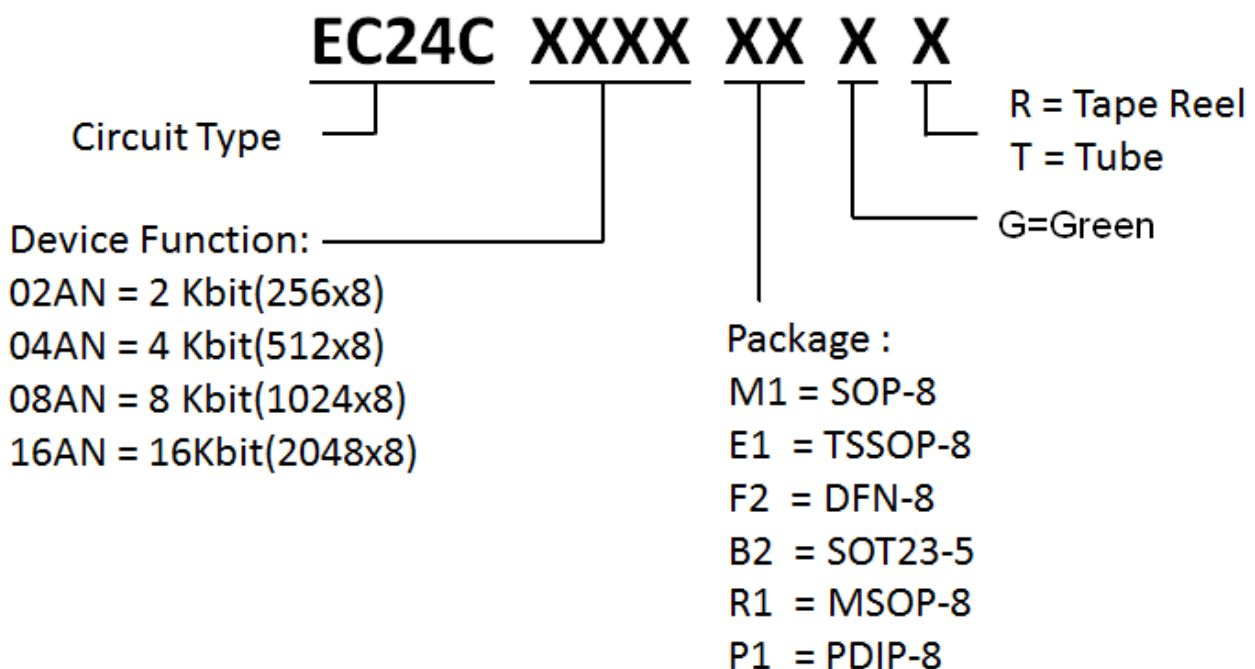 EC24C XXXX XX X X
Circuit Type
R = Tape Reel
T = Tube
G=Green
Device Function:
02AN = 2 Kbit(256x8)
04AN = 4 Kbit(512x8)
08AN = 8 Kbit(1024x8)
16AN = 16Kbit(2048x8)
Package :
M1 = SOP-8
E1 = TSSOP-8
F2 = DFN-8
B2 = SOT23-5
R1 = MSOP-8
P1 = PDIP-8